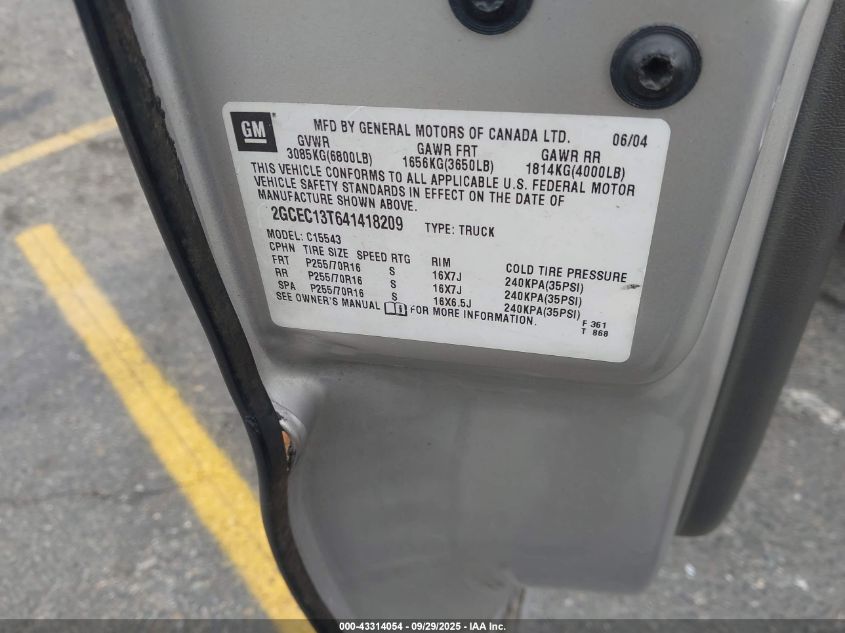 GM
MFD BY GENERAL MOTORS OF CANADA LTD. 06/04
GVWR GAWR FRT GAWR RR
3085KG(6800LB) 1656KG(3650LB) 1814KG(4000LB)
THIS VEHICLE CONFORMS TO ALL APPLICABLE U.S. FEDERAL MOTOR
VEHICLE SAFETY STANDARDS IN EFFECT ON THE DATE OF
MANUFACTURE SHOWN ABOVE.
2GCEC13T641418209 TYPE: TRUCK
MODEL: C15543
CPHN TIRE SIZE SPEED RTG RIM COLD TIRE PRESSURE
FRT P255/70R16 S 16X7J 240KPA(35PSI)
RR P255/70R16 S 16X7J 240KPA(35PSI)
SPA P255/70R16 S 16X6.5J 240KPA(35PSI)
SEE OWNER'S MANUAL FOR MORE INFORMATION.
F 361
T 868
000-43314054 - 09/29/2025 - IAA Inc.